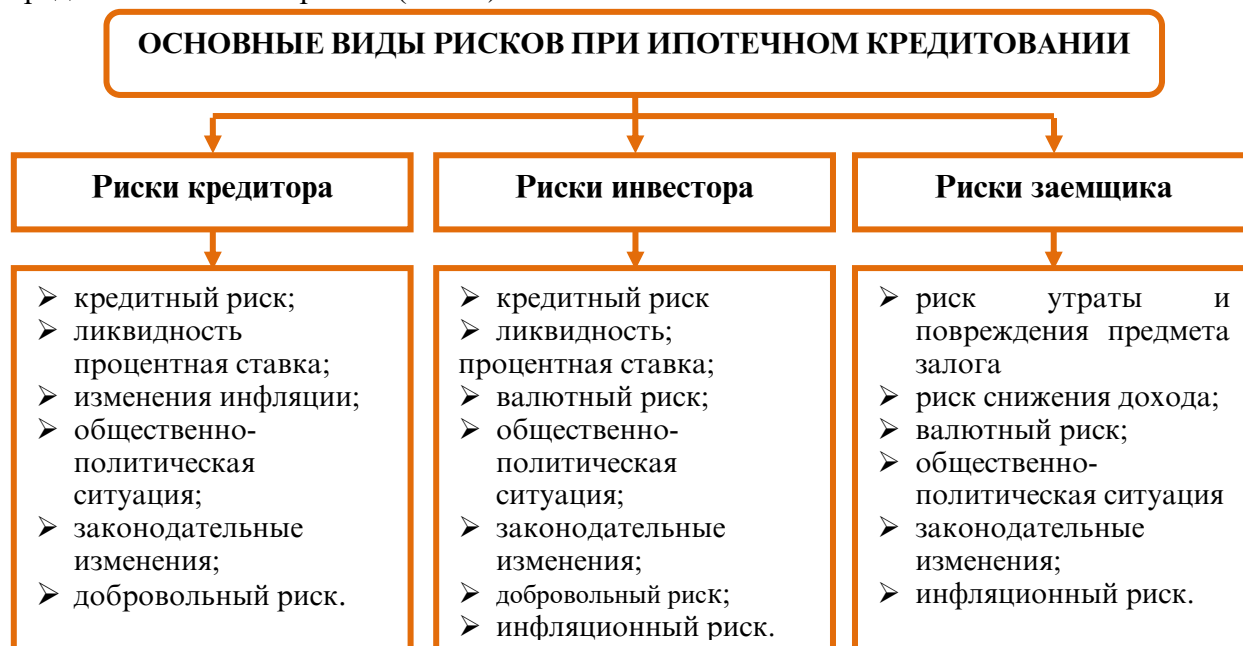 ОСНОВНЫЕ ВИДЫ РИСКОВ ПРИ ИПОТЕЧНОМ КРЕДИТОВАНИИ
Риски кредитора
➢ кредитный риск;
➢ ликвидность
процентная ставка;
➢ изменения инфляции;
➢ общественно-
политическая
ситуация;
➢ законодательные
изменения;
➢ добровольный риск.
Риски инвестора
➢ кредитный риск
➢ ликвидность;
процентная ставка;
➢ валютный риск;
➢ общественно-
политическая
ситуация;
➢ законодательные
изменения;
➢ добровольный риск;
➢ инфляционный риск.
Риски заемщика
➢ риск утраты и
повреждения предмета
залога
➢ риск снижения дохода;
➢ валютный риск;
➢ общественно-
политическая ситуация
➢ законодательные
изменения;
➢ инфляционный риск.